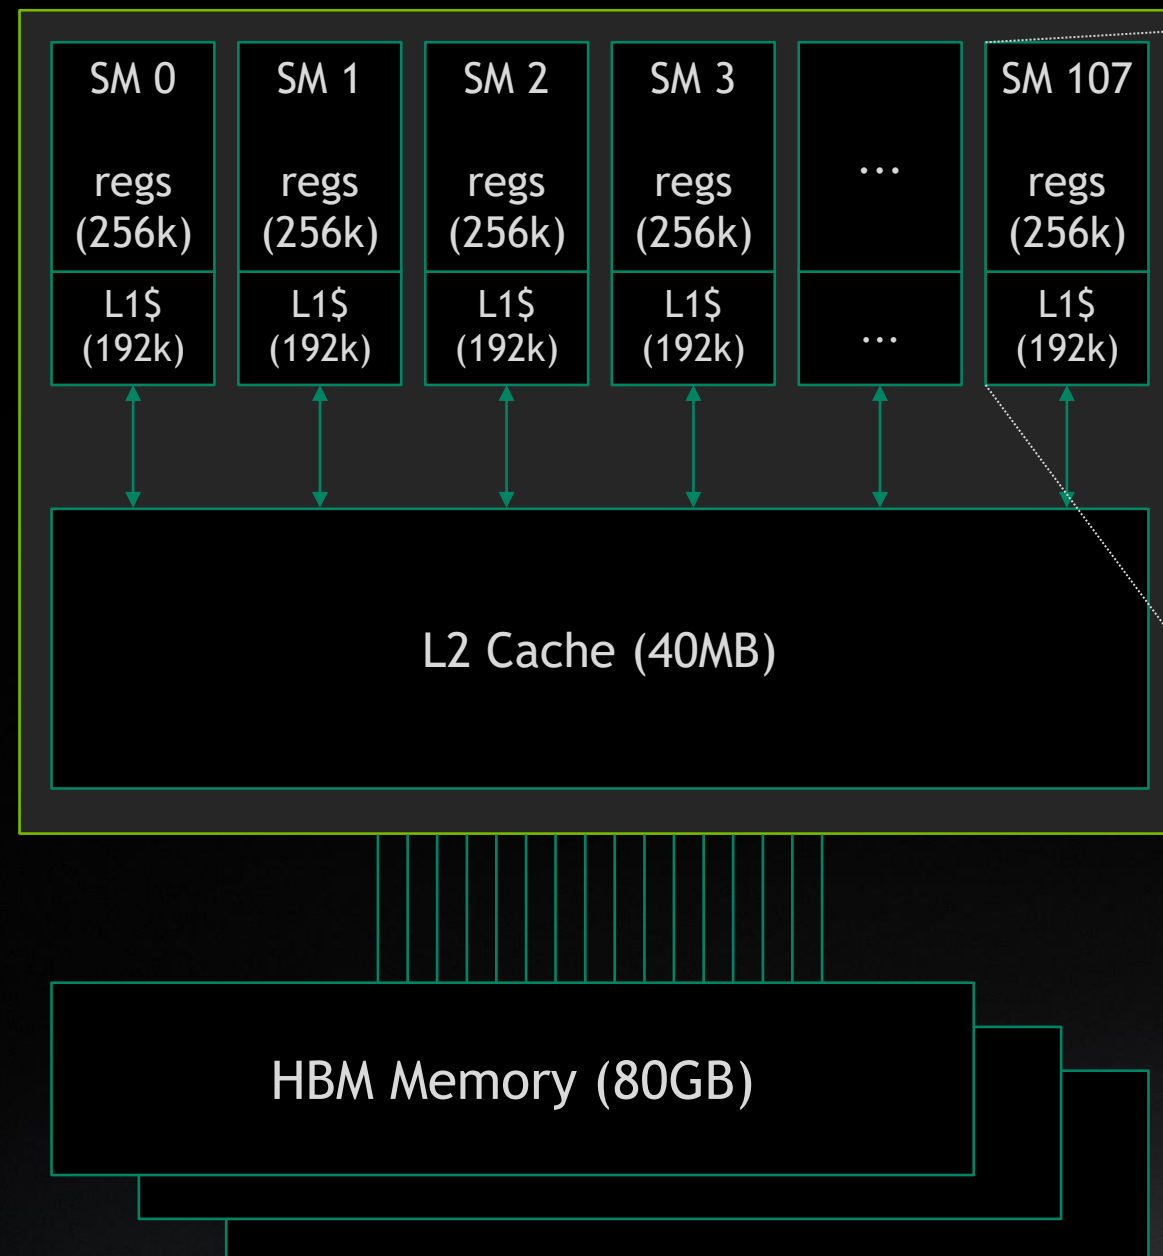 SM 0
regs
(256k)
L1$
(192k)
SM 1
regs
(256k)
L1$
(192k)
SM 2
regs
(256k)
L1$
(192k)
SM 3
regs
(256k)
L1$
(192k)
...
...
SM 107
regs
(256k)
L1$
(192k)
L2 Cache (40MB)
HBM Memory (80GB)